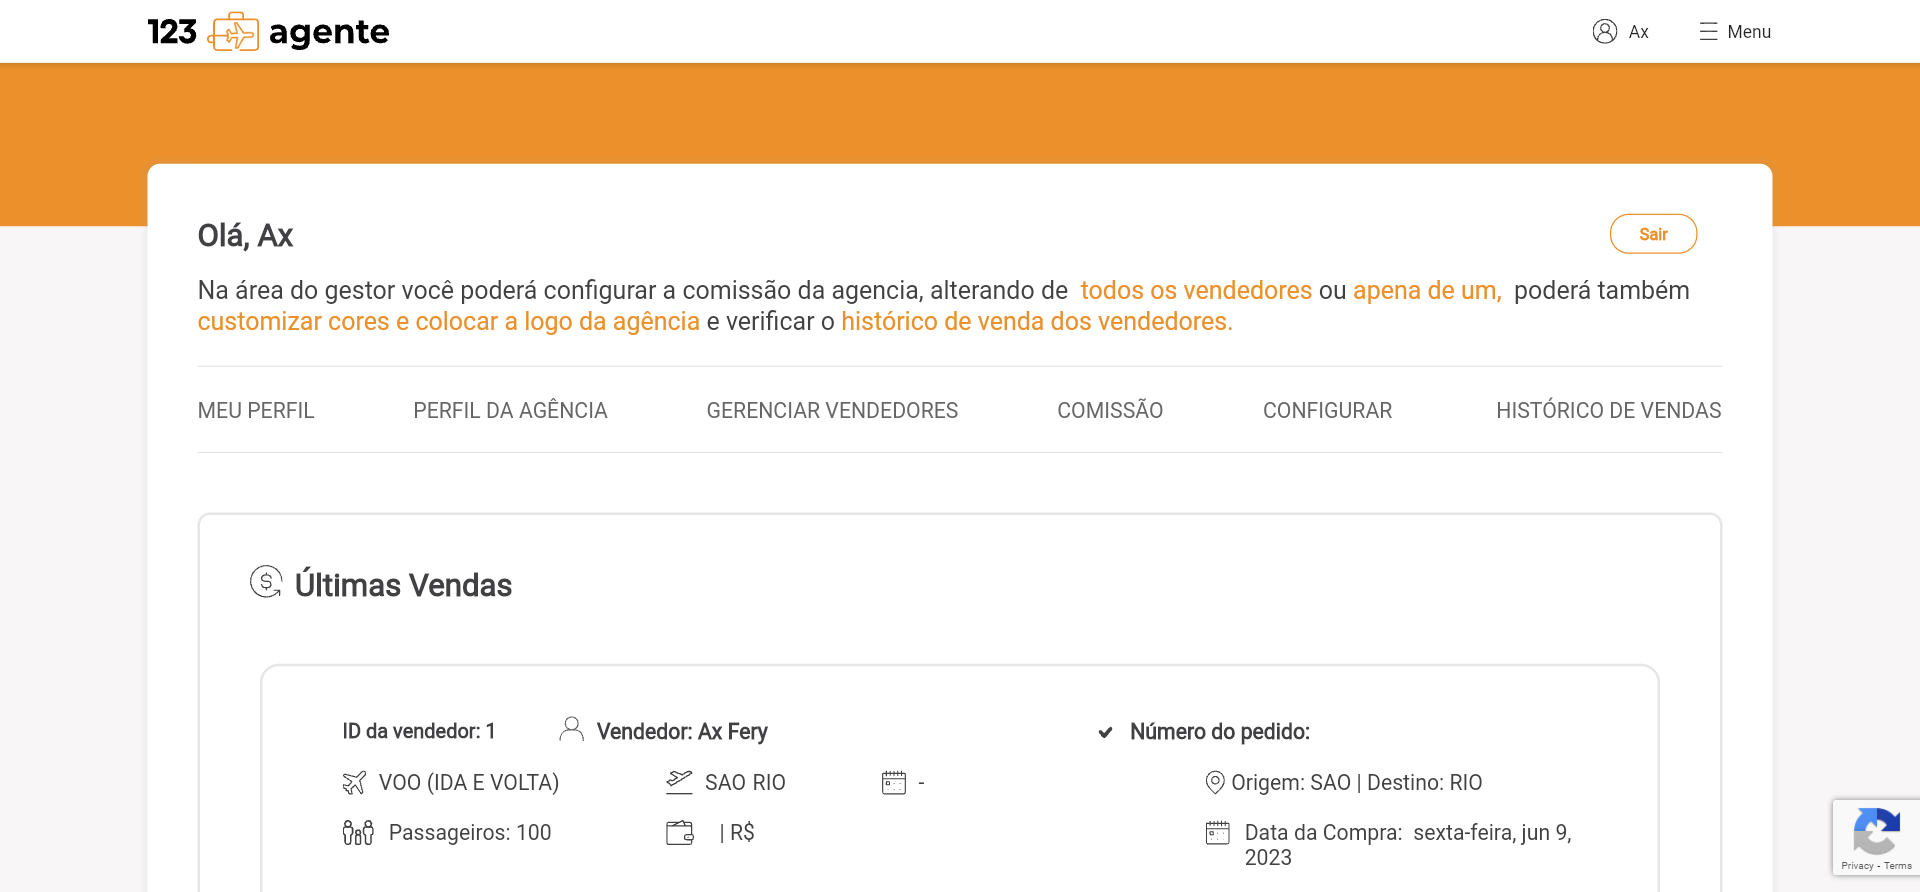 123 agente
Ax
Menu
Olá, Ax
Sair
Na área do gestor você poderá configurar a comissão da agencia, alterando de todos os vendedores ou apena de um, poderá também
customizar cores e colocar a logo da agência e verificar o histórico de venda dos vendedores.
MEU PERFIL
PERFIL DA AGÊNCIA
GERENCIAR VENDEDORES
COMISSÃO
CONFIGURAR
HISTÓRICO DE VENDAS
Últimas Vendas
ID da vendedor: 1
Vendedor: Ax Fery
Número do pedido:
VOO (IDA E VOLTA)
SAO RIO
-
Origem: SAO | Destino: RIO
Passageiros: 100
| R$
Data da Compra: sexta-feira, jun 9,
2023
Privacy - Terms